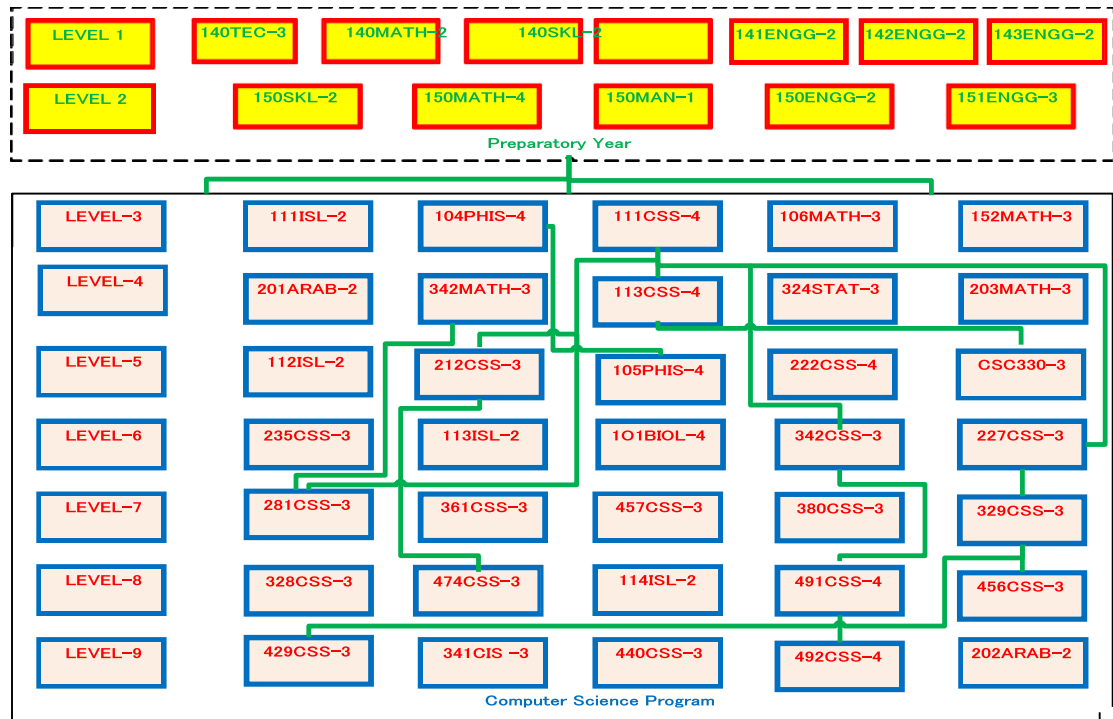 LEVEL 1
140TEC-3
140MATH-2
140SKL-2
141ENGG-2
142ENGG-2
143ENGG-2
LEVEL 2
150SKL-2
150MATH-4
150MAN-1
150ENGG-2
151ENGG-3
Preparatory Year
LEVEL-3
111ISL-2
104PHIS-4
111CSS-4
106MATH-3
152MATH-3
LEVEL-4
201ARAB-2
342MATH-3
113CSS-4
324STAT-3
203MATH-3
LEVEL-5
112ISL-2
212CSS-3
105PHIS-4
222CSS-4
CSC330-3
LEVEL-6
235CSS-3
113ISL-2
1O1BIOL-4
342CSS-3
227CSS-3
LEVEL-7
281CSS-3
361CSS-3
457CSS-3
380CSS-3
329CSS-3
LEVEL-8
328CSS-3
474CSS-3
114ISL-2
491CSS-4
456CSS-3
LEVEL-9
429CSS-3
341CIS -3
440CSS-3
492CSS-4
202ARAB-2
Computer Science Program